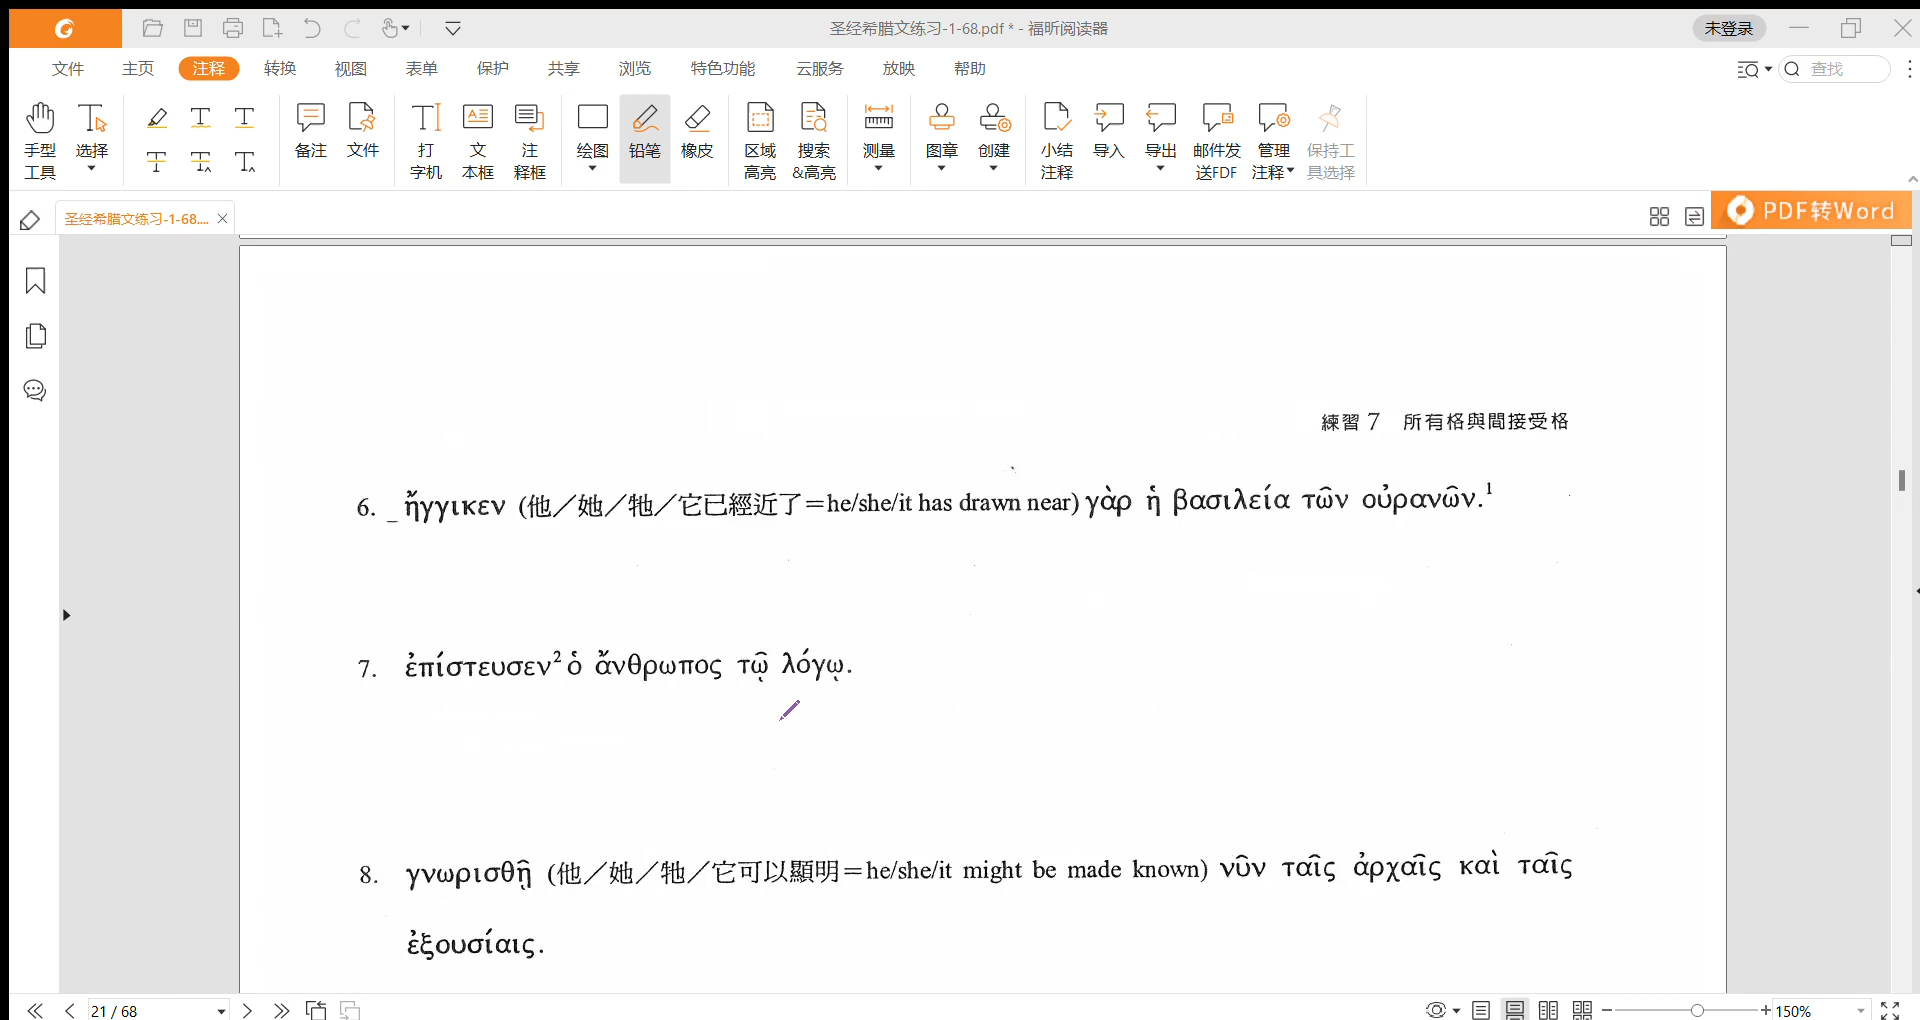 圣经希腊文练习-1-68.pdf * - 福昕阅读器 未登录
文件 主页 注释 转换 视图 表单 保护 共享 浏览 特色功能 云服务 放映 帮助 查找
手型工具 选择 备注 文件 打字机 文本框 注释框 绘图 铅笔 橡皮 区域高亮 搜索&高亮 测量 图章 创建 小结注释 导入 导出 邮件发送FDF 管理注释 保持工具选择
圣经希腊文练习-1-68.... PDF转Word
練習 7 所有格與間接受格
6. _ ἤγγικεν (他／她／牠／它已經近了＝he/she/it has drawn near) γὰρ ἡ βασιλεία τῶν οὐρανῶν.¹
7. ἐπίστευσεν² ὁ ἄνθρωπος τῷ λόγῳ.
8. γνωρισθῇ (他／她／牠／它可以顯明＝he/she/it might be made known) νῦν ταῖς ἀρχαῖς καὶ ταῖς
ἐξουσίαις.
21 / 68 150%